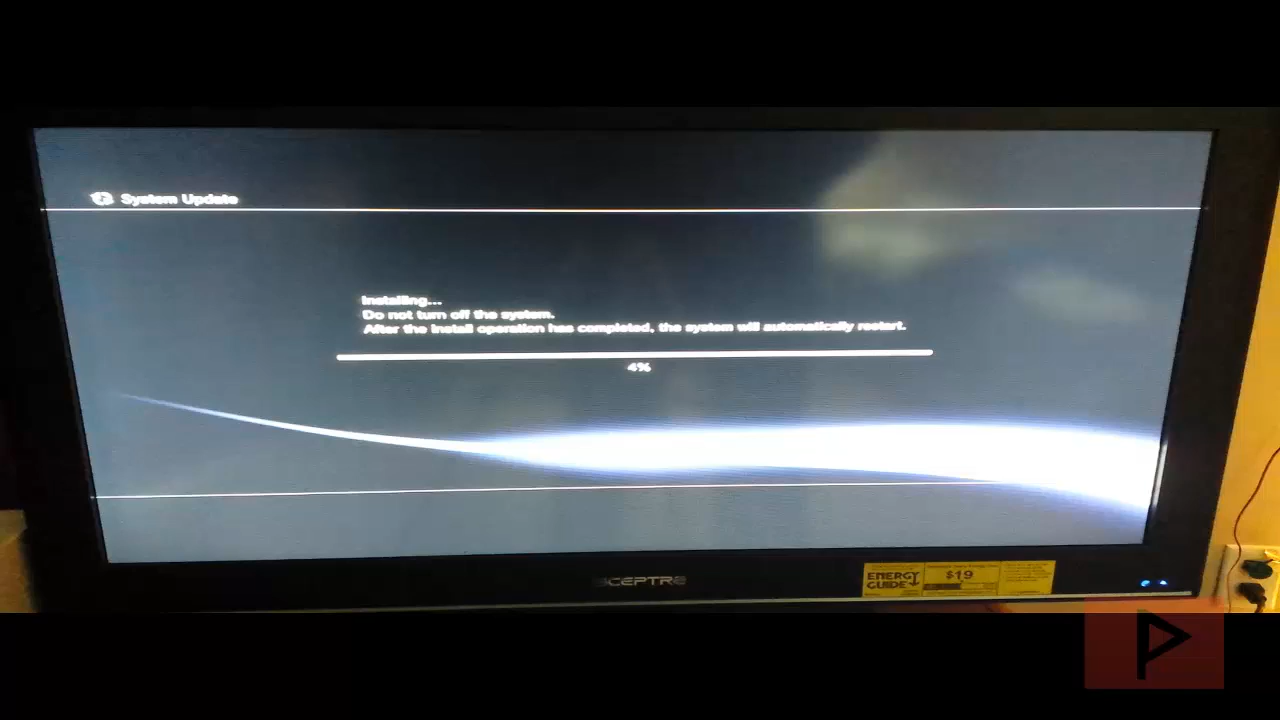 System Update
Installing...
Do not turn off the system.
After the install operation has completed, the system will automatically restart.
4%
SCEPTRE
ENERGY
GUIDE
$19
P